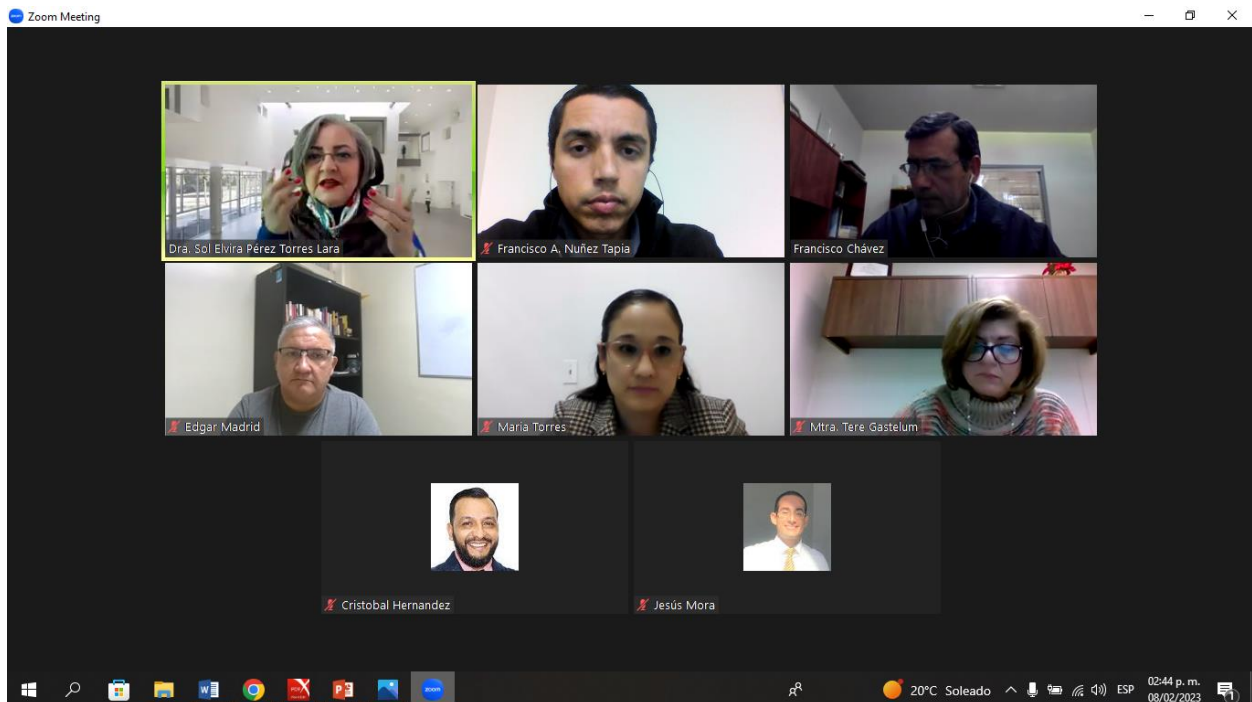 Zoom Meeting
Dra. Sol Elvira Pérez Torres Lara
Francisco A. Nuñez Tapia
Francisco Chávez
Edgar Madrid
Maria Torres
Mtra. Tere Gastelum
Cristobal Hernandez
Jesús Mora
20°C Soleado
ESP
02:44 p. m.
08/02/2023